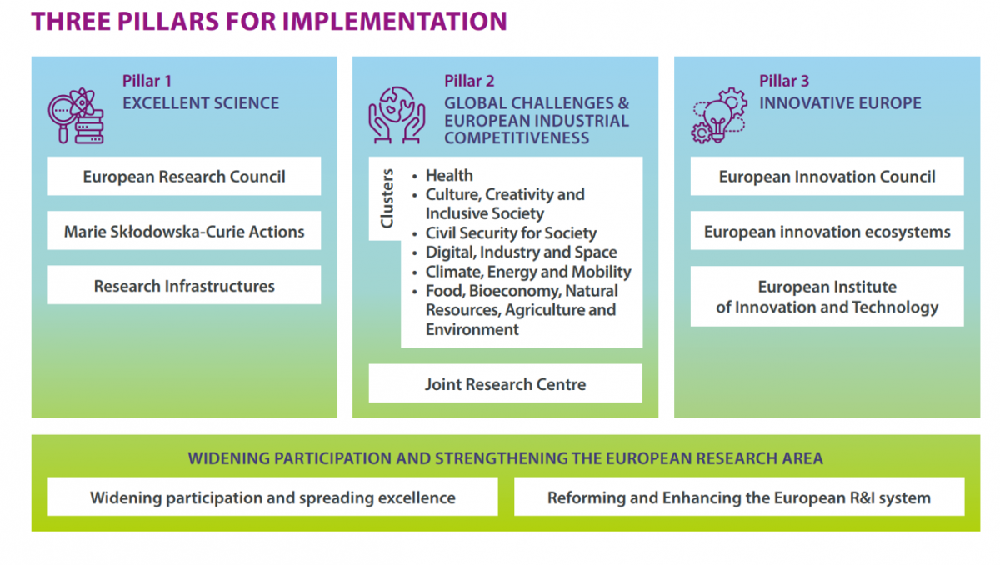 THREE PILLARS FOR IMPLEMENTATION
Pillar 1
EXCELLENT SCIENCE
European Research Council
Marie Skłodowska-Curie Actions
Research Infrastructures
Pillar 2
GLOBAL CHALLENGES &
EUROPEAN INDUSTRIAL
COMPETITIVENESS
Clusters
• Health
• Culture, Creativity and
Inclusive Society
• Civil Security for Society
• Digital, Industry and Space
• Climate, Energy and Mobility
• Food, Bioeconomy, Natural
Resources, Agriculture and
Environment
Joint Research Centre
Pillar 3
INNOVATIVE EUROPE
European Innovation Council
European innovation ecosystems
European Institute
of Innovation and Technology
WIDENING PARTICIPATION AND STRENGTHENING THE EUROPEAN RESEARCH AREA
Widening participation and spreading excellence
Reforming and Enhancing the European R&I system